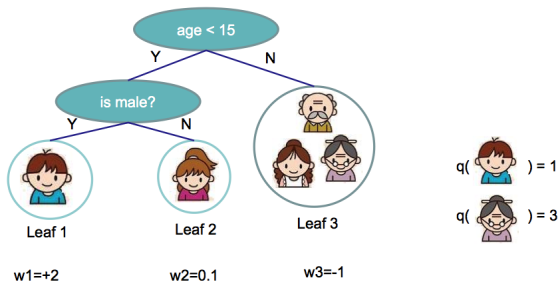 age < 15
Y
N
is male?
Y
N
q( ) = 1
q( ) = 3
Leaf 1
Leaf 2
Leaf 3
w1=+2
w2=0.1
w3=-1